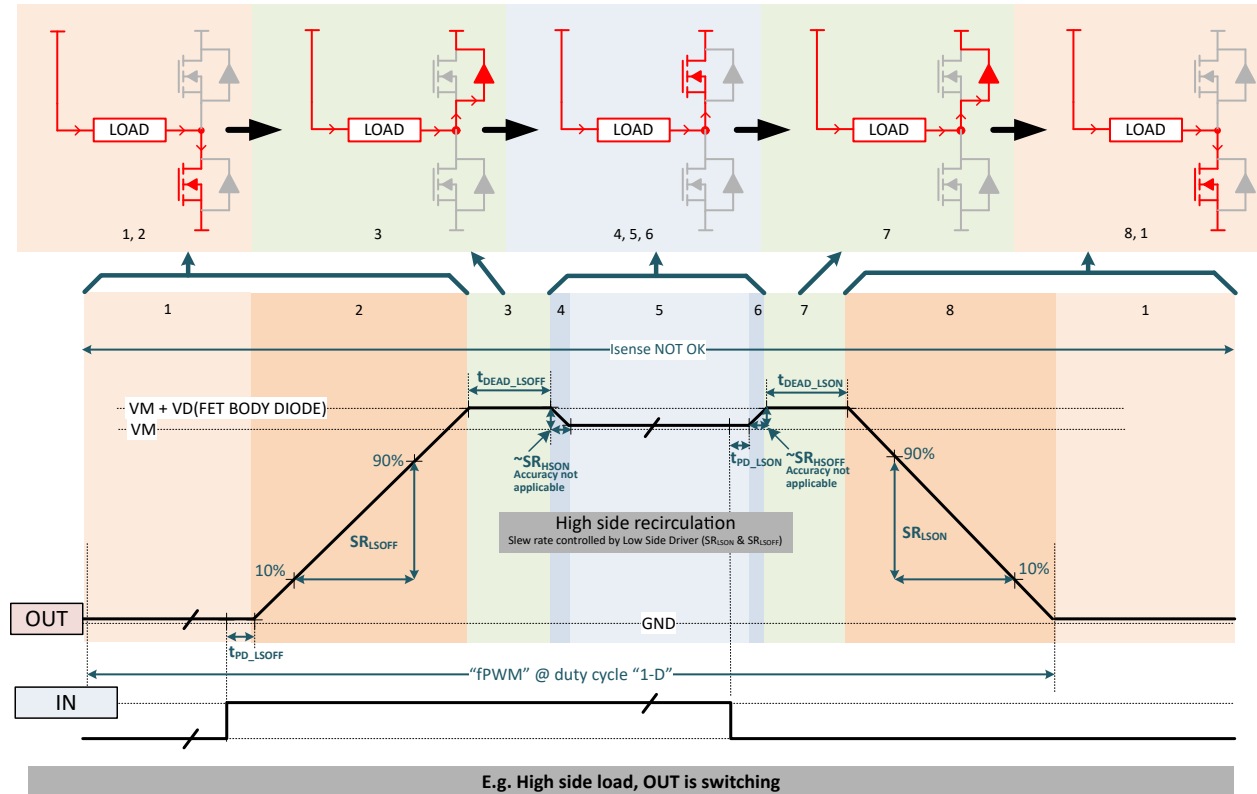 LOAD
LOAD
LOAD
LOAD
LOAD
1, 2
3
4, 5, 6
7
8, 1
1
2
3
4
5
6
7
8
1
Isense NOT OK
tDEAD_LSOFF
tDEAD_LSON
VM + VD(FET BODY DIODE)
VM
90%
~SRHSON
Accuracy not
applicable
tPD_LSON
~SRHSOFF
Accuracy not
applicable
90%
High side recirculation
Slew rate controlled by Low Side Driver (SRLSON & SRLSOFF)
SRLSOFF
SRLSON
10%
10%
OUT
GND
tPD_LSOFF
“fPWM” @ duty cycle “1-D”
IN
E.g. High side load, OUT is switching